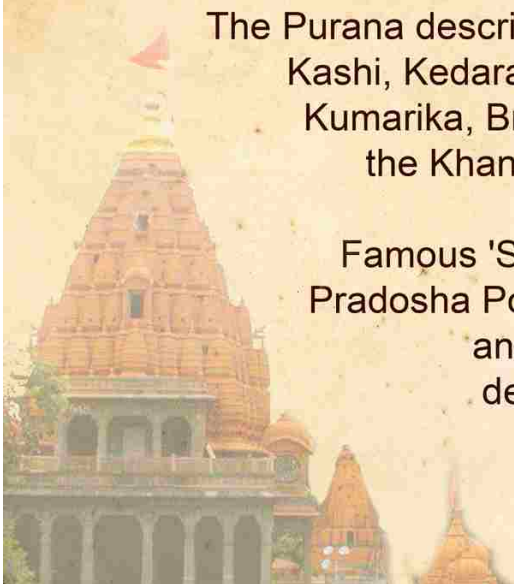 The Purana descri
Kashi, Kedara
Kumarika, Br
the Khan
Famous 'S
Pradosha Po
an
de